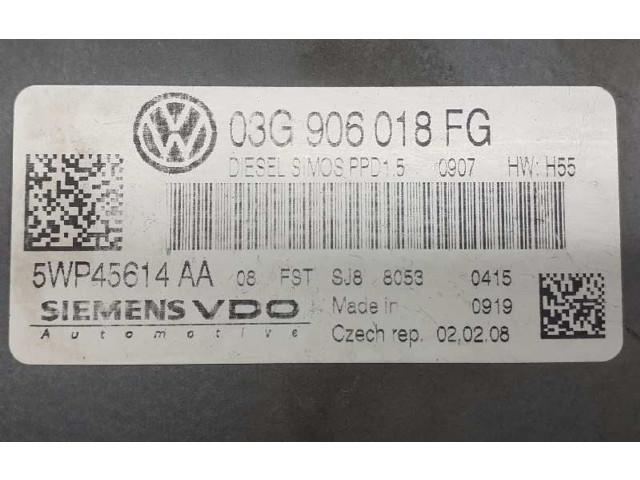 03G 906 018 FG
DIESEL SIMOS PPD1.5 0907 HW: H55
5WP45614 AA 08 FST SJ8 8053 0415
SIEMENS VDO Made in 0919
Automotive Czech rep. 02,02.08